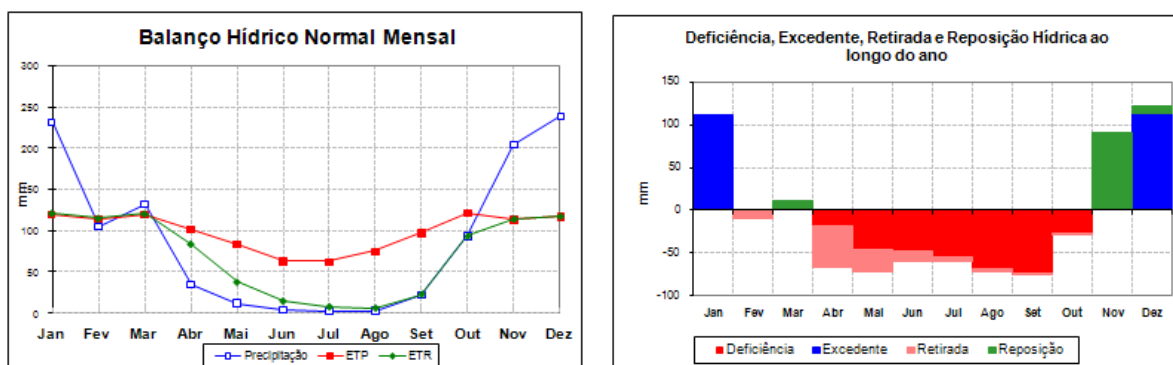 Balanço Hídrico Normal Mensal
300
250
200
150
100
50
0
mm
Jan Fev Mar Abr Mai Jun Jul Ago Set Out Nov Dez
Precipitação ETP ETR
Deficiência, Excedente, Retirada e Reposição Hídrica ao
longo do ano
150
100
50
0
-50
-100
mm
Jan Fev Mar Abr Mai Jun Jul Ago Set Out Nov Dez
Deficiência Excedente Retirada Reposição